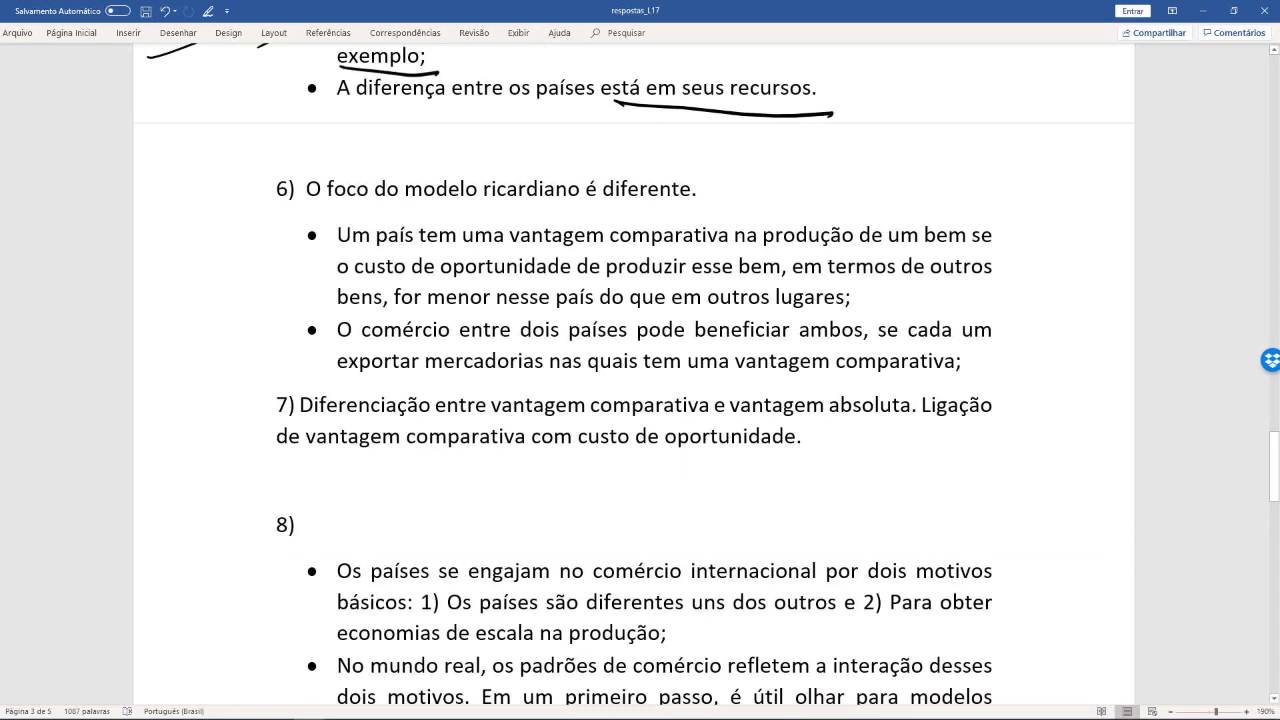 Salvamento Automático
respostas_L17
Entrar
Arquivo Página Inicial Inserir Desenhar Design Layout Referências Correspondências Revisão Exibir Ajuda Pesquisar Compartilhar Comentários
exemplo;
• A diferença entre os países está em seus recursos.
6) O foco do modelo ricardiano é diferente.
• Um país tem uma vantagem comparativa na produção de um bem se
o custo de oportunidade de produzir esse bem, em termos de outros
bens, for menor nesse país do que em outros lugares;
• O comércio entre dois países pode beneficiar ambos, se cada um
exportar mercadorias nas quais tem uma vantagem comparativa;
7) Diferenciação entre vantagem comparativa e vantagem absoluta. Ligação
de vantagem comparativa com custo de oportunidade.
8)
• Os países se engajam no comércio internacional por dois motivos
básicos: 1) Os países são diferentes uns dos outros e 2) Para obter
economias de escala na produção;
• No mundo real, os padrões de comércio refletem a interação desses
dois motivos. Em um primeiro passo, é útil olhar para modelos
Página 3 de 5 1087 palavras Português (Brasil) 190%